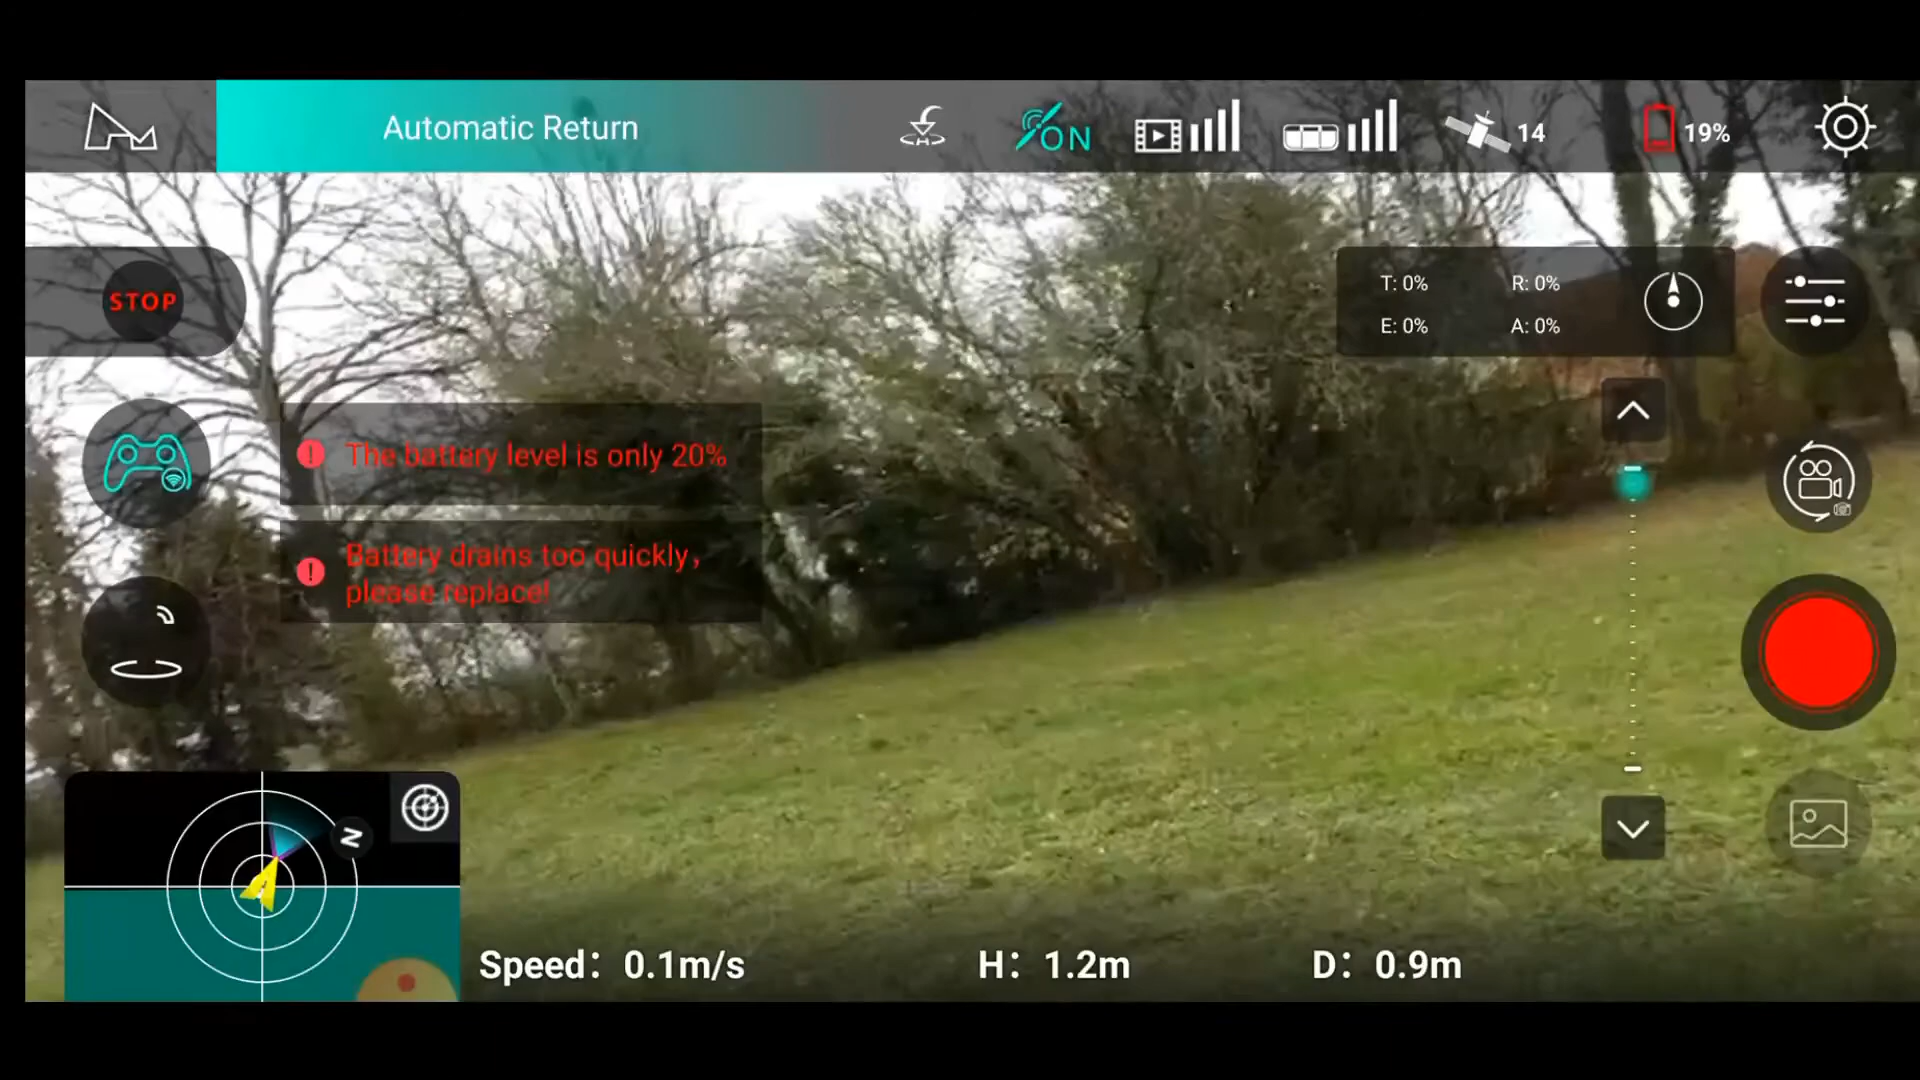 Automatic Return
H
ON
14
19%
STOP
T: 0%
R: 0%
E: 0%
A: 0%
The battery level is only 20%
Battery drains too quickly,
please replace!
N
Speed: 0.1m/s
H: 1.2m
D: 0.9m